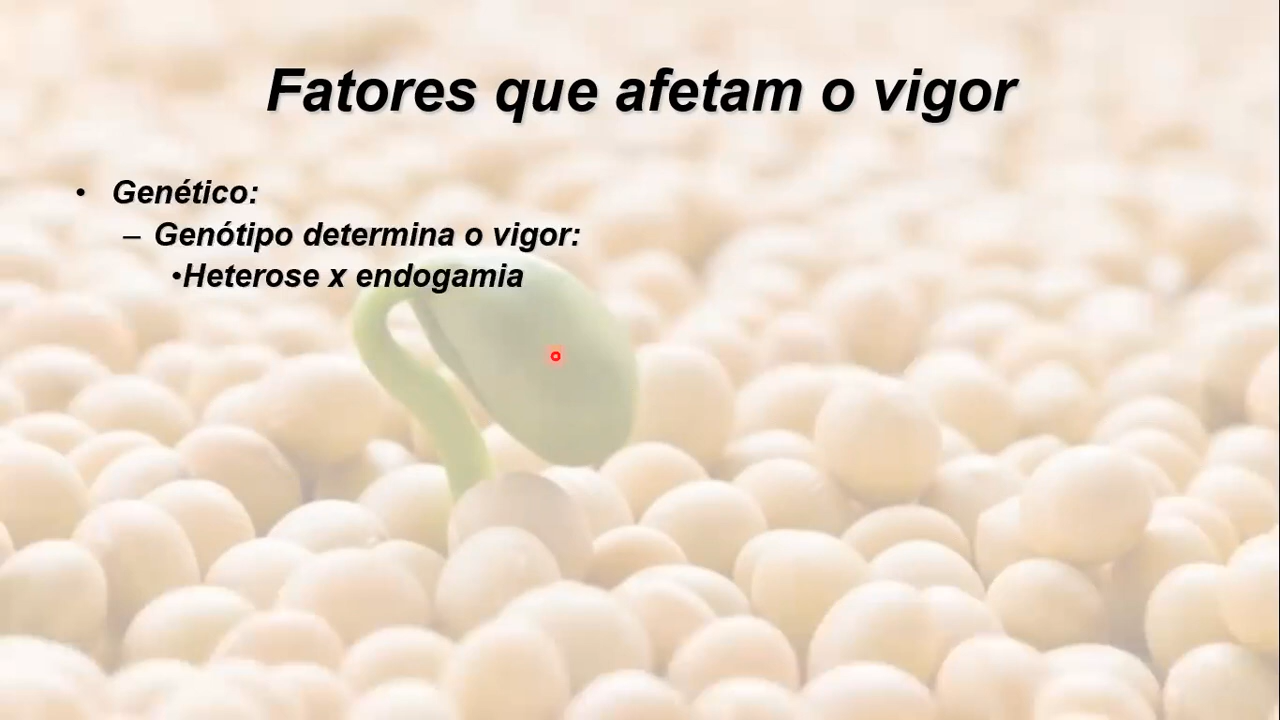 Fatores que afetam o vigor
• Genético:
– Genótipo determina o vigor:
•Heterose x endogamia